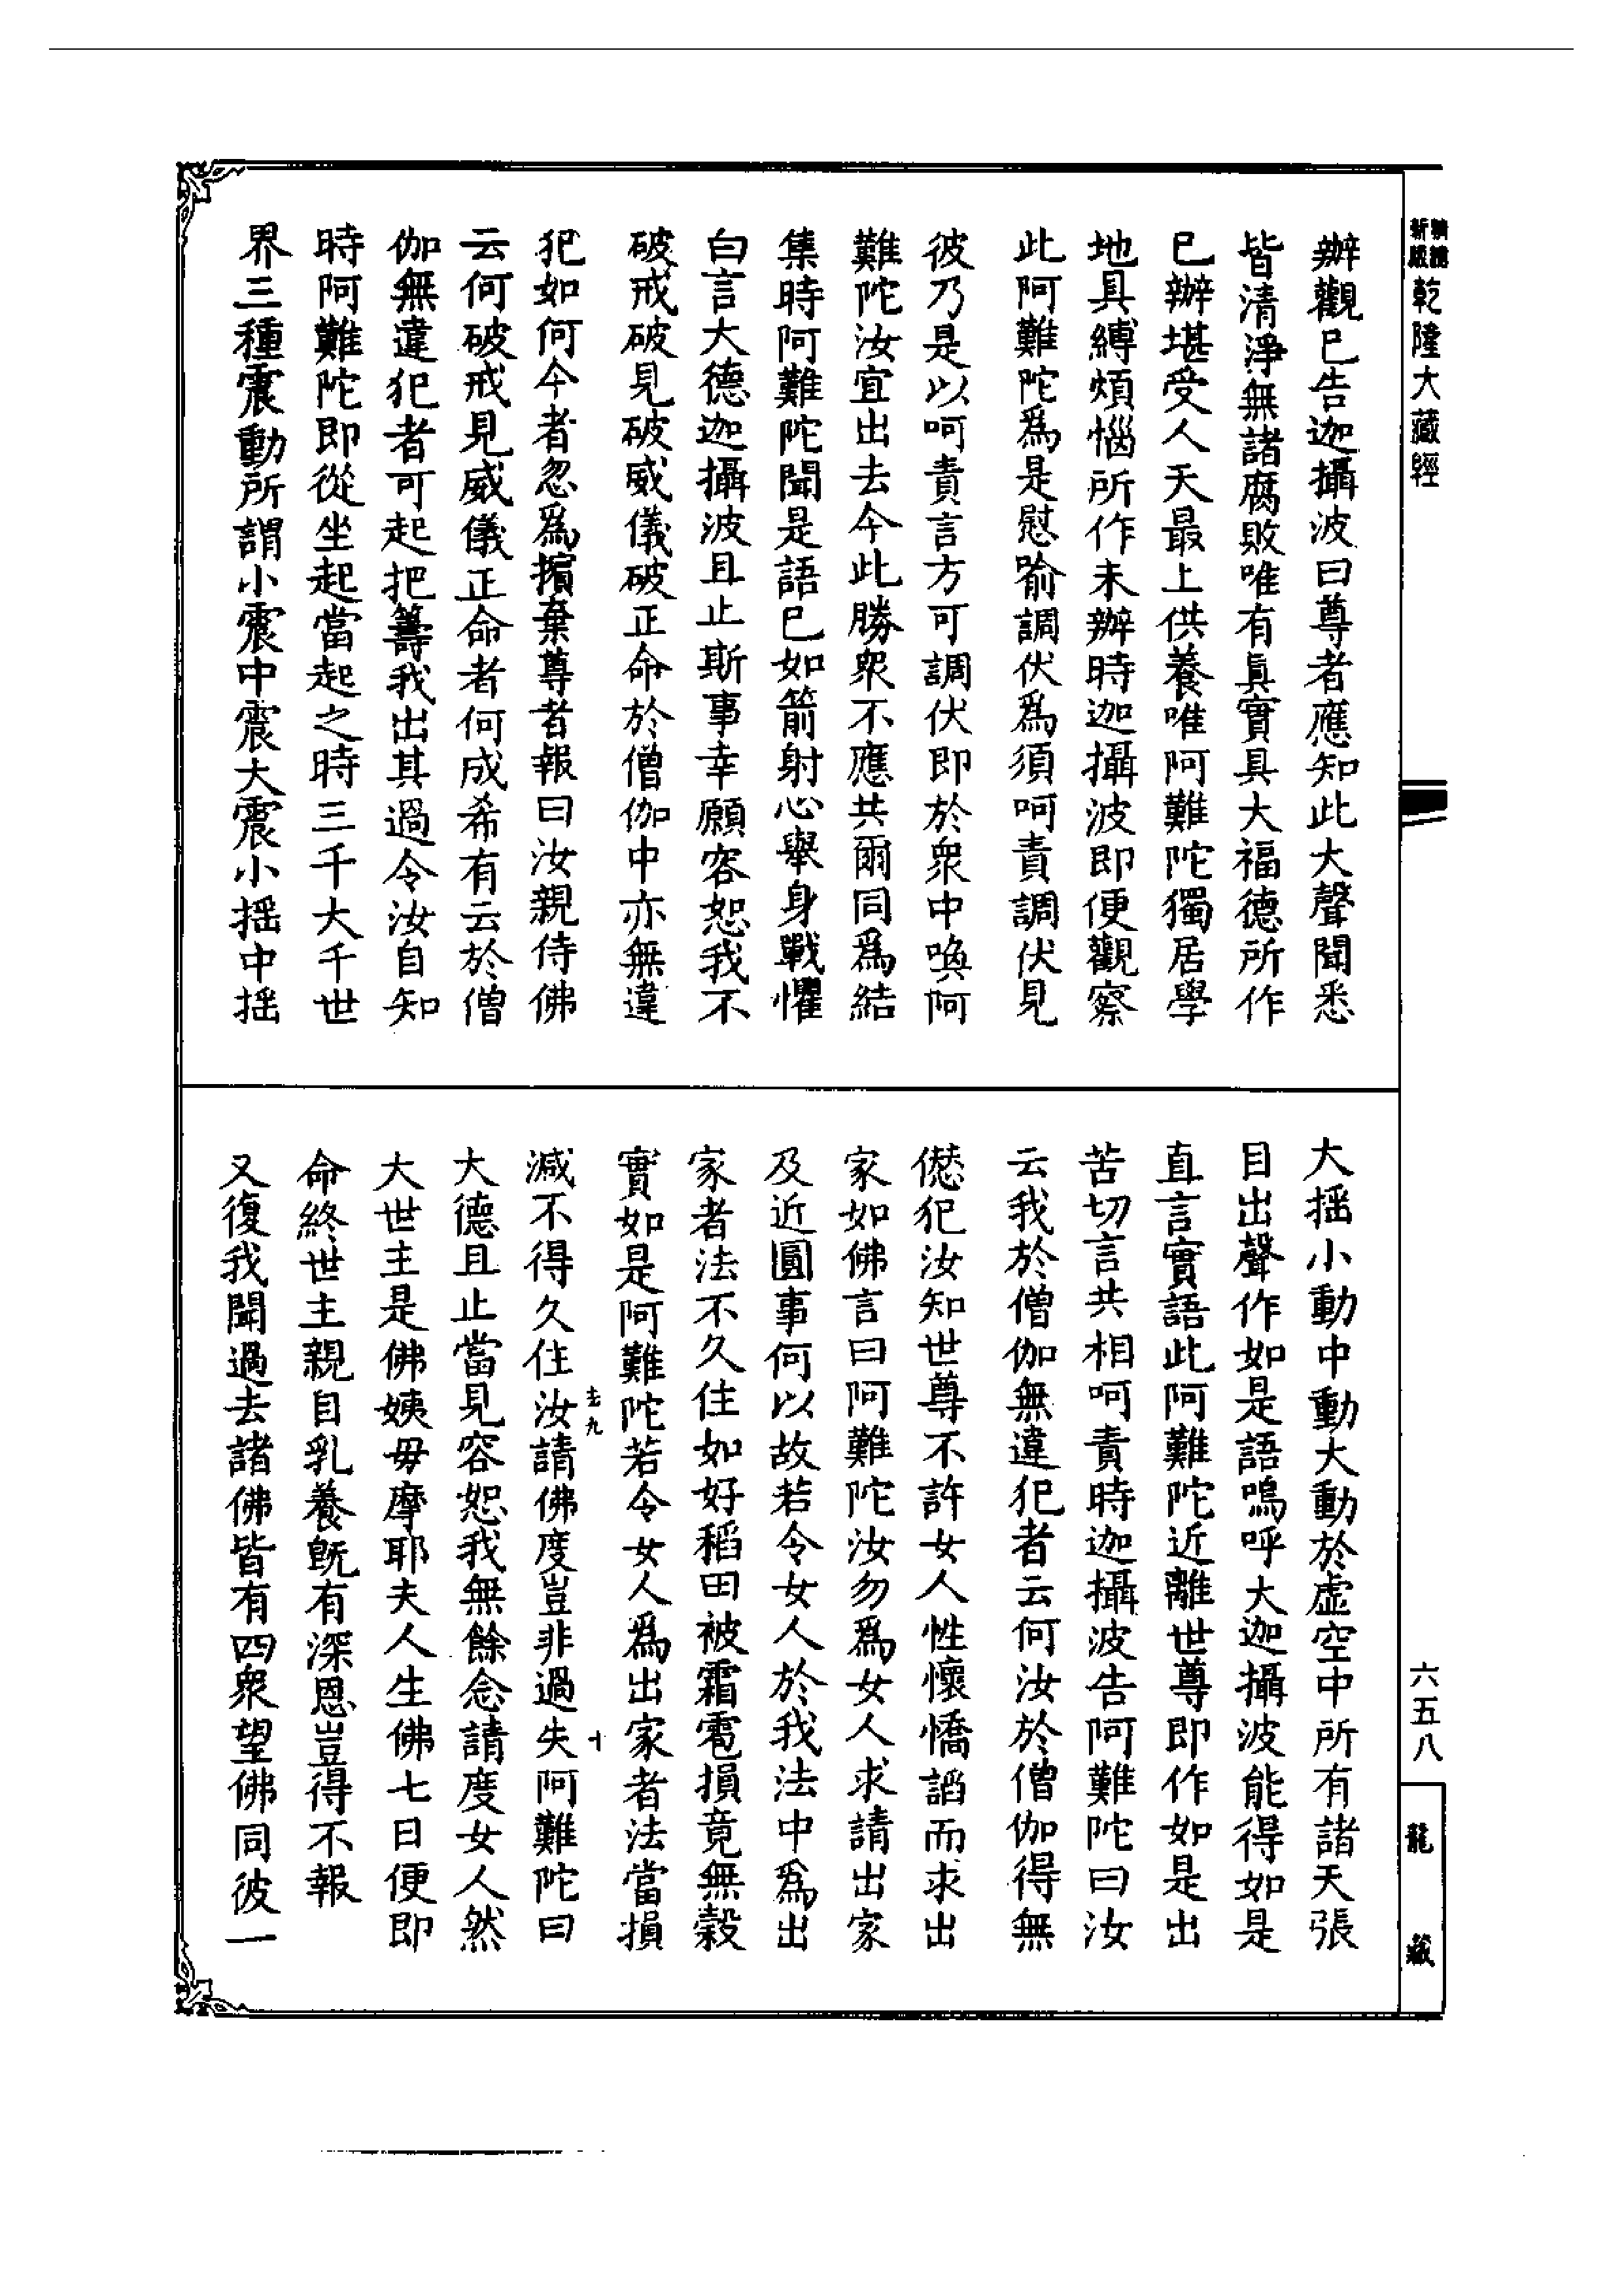 新版
乾隆大藏經
辦觀已告迦攝波曰尊者應知此大聲聞悉
皆清淨無諸腐敗唯有眞實具大福德所作
已辦堪受人天最上供養唯阿難陀獨居學
地具縛煩惱所作未辦時迦攝波即便觀察
此阿難陀爲是慰喻調伏爲須呵責調伏見
彼乃是以呵責言方可調伏即於衆中喚阿
難陀汝宜出去今此勝衆不應共爾同爲結
集時阿難陀聞是語已如箭射心舉身戰懼
白言大德迦攝波且止斯事幸願容恕我不
破戒破見破威儀破正命於僧伽中亦無違
犯如何今者忽爲擯棄尊者報曰汝親侍佛
云何破戒見威儀正命者何成希有云於僧
伽無違犯者可起把籌我出其過令汝自知
時阿難陀即從坐起當起之時三千大千世
界三種震動所謂小震中震大震小揺中揺
大揺小動中動大動於虛空中所有諸天張
目出聲作如是語嗚呼大迦攝波能得如是
直言實語此阿難陀近離世尊即作如是出
苦切言共相呵責時迦攝波告阿難陀曰汝
云我於僧伽無違犯者云何汝於僧伽得無
僁犯汝知世尊不許女人性懷憍諂而求出
家如佛言曰阿難陀汝勿爲女人求請出家
及近圓事何以故若令女人於我法中爲出
家者法不久住如好稻田被霜雹損竟無穀
實如是阿難陀若令女人爲出家者法當損
去九
十
減不得久住汝請佛度豈非過失阿難陀曰
大德且止當見容恕我無餘念請度女人然
大世主是佛姨母摩耶夫人生佛七日便即
命終世主親自乳養旣有深恩豈得不報
又復我聞過去諸佛皆有四衆望佛同彼一
六五八
龍藏